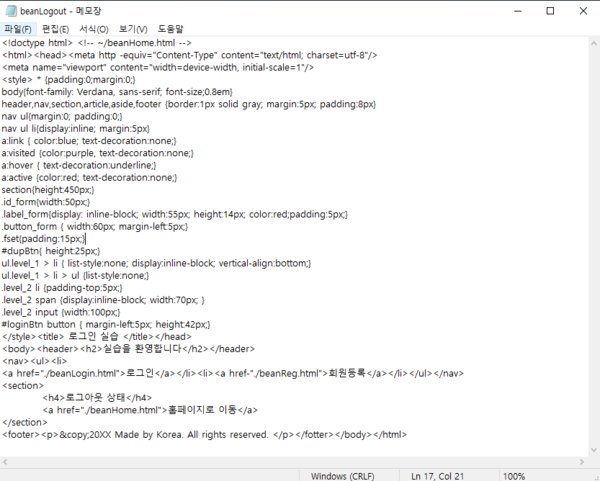 beanLogout - 메모장
파일(F) 편집(E) 서식(O) 보기(V) 도움말
<!doctype html> <!-- ~/beanHome.html -->
<html><head><meta http -equiv="Content-Type" content="text/html; charset=utf-8"/>
<meta name="viewport" content="width=device-width, initial-scale=1"/>
<style> * {padding:0;margin:0;}
body{font-family: Verdana, sans-serif; font-size;0.8em}
header,nav,section,article,aside,footer {border:1px solid gray; margin:5px; padding:8px}
nav ul{margin:0; padding:0;}
nav ul li{display:inline; margin:5px}
a:link { color:blue; text-decoration:none;}
a:visited {color:purple, text-decoration:none;}
a:hover { text-decoration:underline;}
a:active {color:red; text-decoration:none;}
section{height:450px;}
.id_form{width:50px;}
.label_form{display: inline-block; width:55px; height:14px; color:red;padding:5px;}
.button_form { width:60px; margin-left:5px;}
.fset{padding:15px;}
#dupBtn{ height:25px;}
ul.level_1 > li { list-style:none; display:inline-block; vertical-align:bottom;}
ul.level_1 > li > ul {list-style:none;}
.level_2 li {padding-top:5px;}
.level_2 span {display:inline-block; width:70px; }
.level_2 input {width:100px;}
#loginBtn button { margin-left:5px; height:42px;}
</style><title> 로그인 실습 </title></head>
<body><header><h2>실습을 환영합니다</h2></header>
<nav><ul><li>
<a href="./beanLogin.html">로그인</a></li><li><a href-"./beanReg.html">회원등록</a></li></ul></nav>
<section>
<h4>로그아웃 상태</h4>
<a href="./beanHome.html">홈페이지로 이동</a>
</section>
<footer><p>&copy;20XX Made by Korea. All rights reserved. </p></fotter></body></html>
Windows (CRLF) Ln 17, Col 21 100%